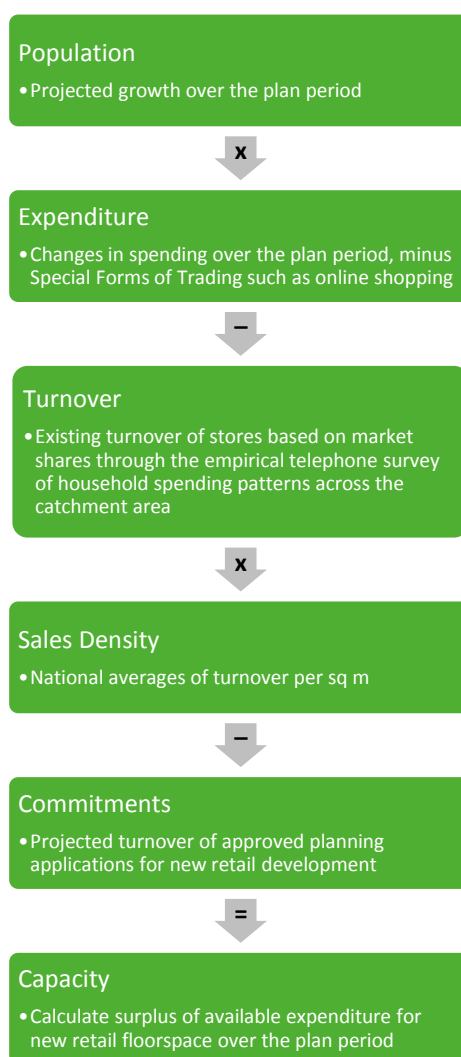 Population
•Projected growth over the plan period
x
Expenditure
•Changes in spending over the plan period, minus
Special Forms of Trading such as online shopping
–
Turnover
•Existing turnover of stores based on market
shares through the empirical telephone survey
of household spending patterns across the
catchment area
x
Sales Density
•National averages of turnover per sq m
–
Commitments
•Projected turnover of approved planning
applications for new retail development
=
Capacity
•Calculate surplus of available expenditure for
new retail floorspace over the plan period